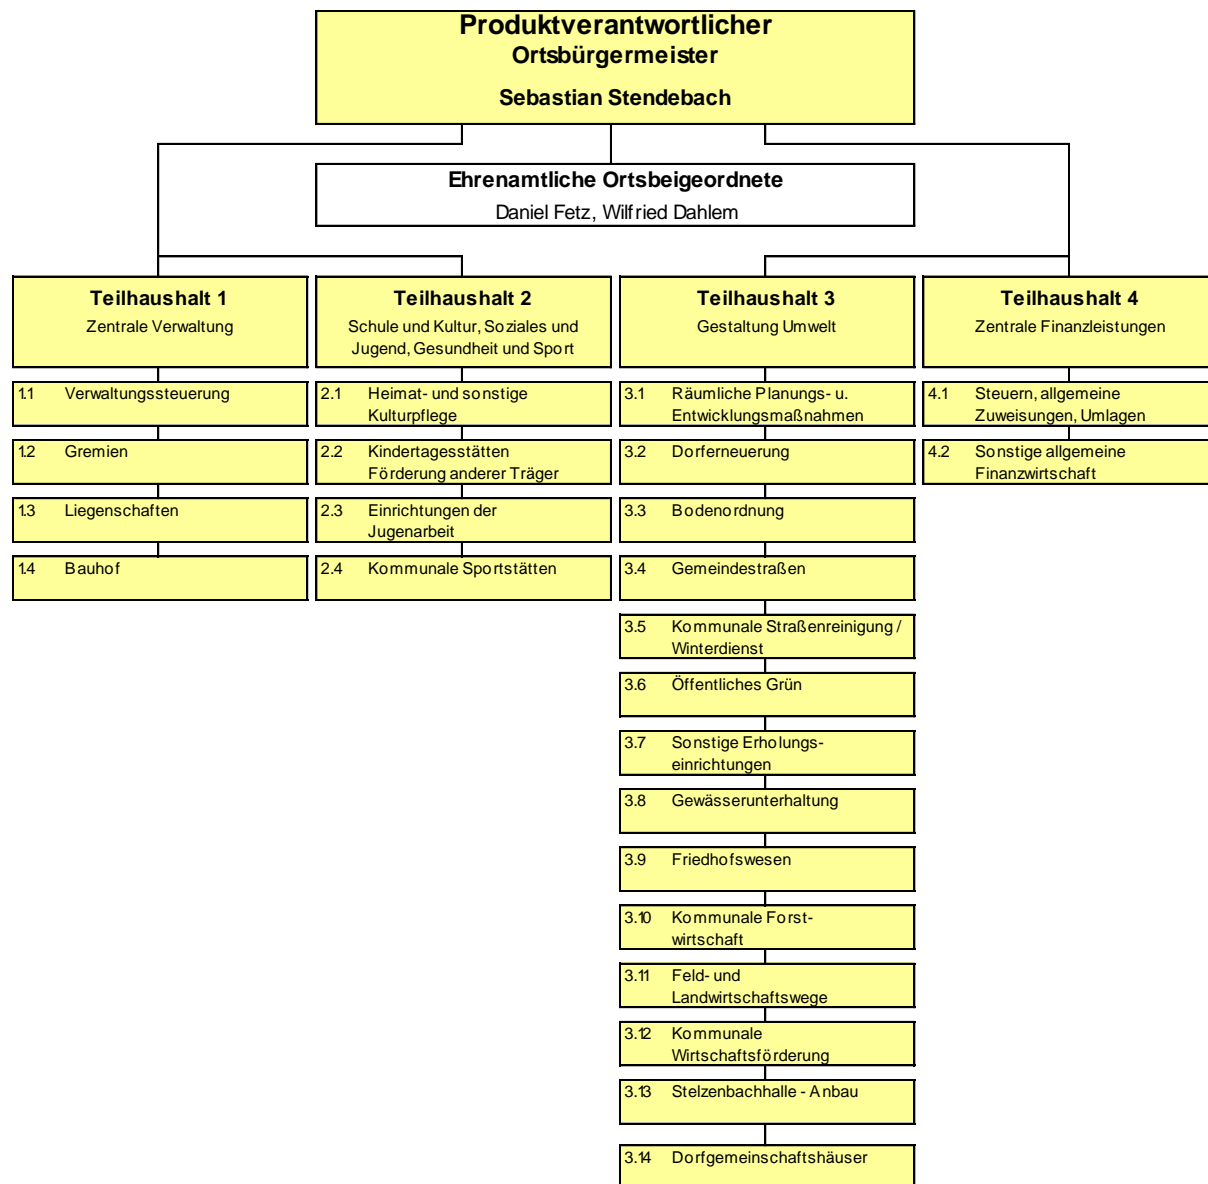 Produktverantwortlicher
Ortsbürgermeister
Sebastian Stendebach
Ehrenamtliche Ortsbeigeordnete
Daniel Fetz, Wilfried Dahlem
Teilhaushalt 1
Zentrale Verwaltung
1.1 Verwaltungssteuerung
1.2 Gremien
1.3 Liegenschaften
1.4 Bauhof
Teilhaushalt 2
Schule und Kultur, Soziales und
Jugend, Gesundheit und Sport
2.1 Heimat- und sonstige
Kulturpflege
2.2 Kindertagesstätten
Förderung anderer Träger
2.3 Einrichtungen der
Jugenarbeit
2.4 Kommunale Sportstätten
Teilhaushalt 3
Gestaltung Umwelt
3.1 Räumliche Planungs- u.
Entwicklungsmaßnahmen
3.2 Dorferneuerung
3.3 Bodenordnung
3.4 Gemeindestraßen
3.5 Kommunale Straßenreinigung /
Winterdienst
3.6 Öffentliches Grün
3.7 Sonstige Erholungs-
einrichtungen
3.8 Gewässerunterhaltung
3.9 Friedhofswesen
3.10 Kommunale Forst-
wirtschaft
3.11 Feld- und
Landwirtschaftswege
3.12 Kommunale
Wirtschaftsförderung
3.13 Stelzenbachhalle - Anbau
3.14 Dorfgemeinschaftshäuser
Teilhaushalt 4
Zentrale Finanzleistungen
4.1 Steuern, allgemeine
Zuweisungen, Umlagen
4.2 Sonstige allgemeine
Finanzwirtschaft